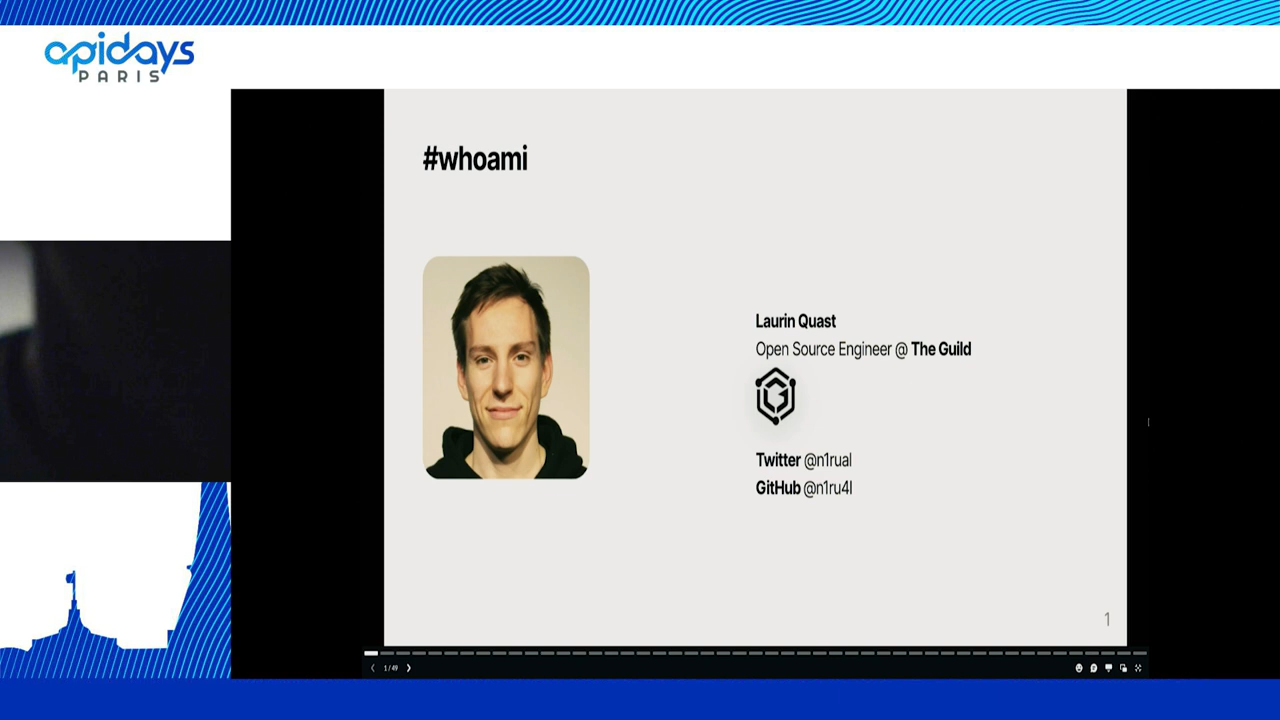 apidays
PARIS
#whoami
Laurin Quast
Open Source Engineer @ The Guild
Twitter @n1rual
GitHub @n1ru4l
1
1 / 49